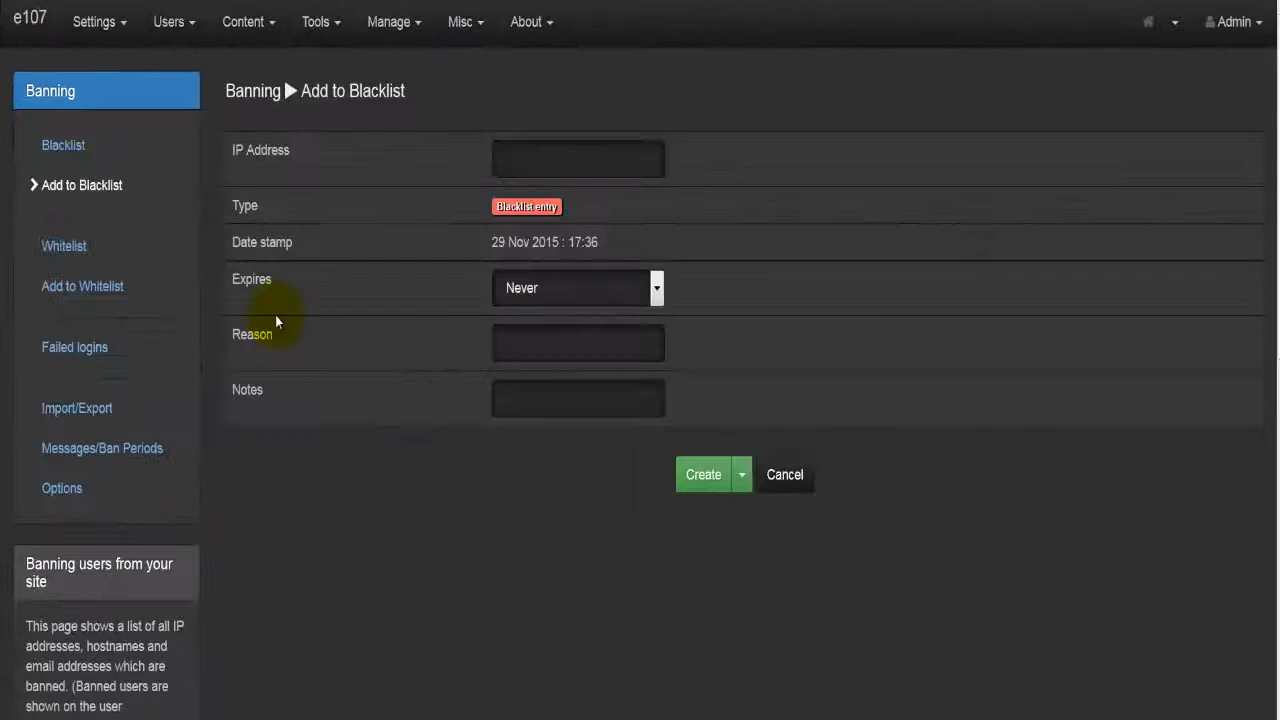 e107
Settings
Users
Content
Tools
Manage
Misc
About
Admin
Banning
Blacklist
Add to Blacklist
Whitelist
Add to Whitelist
Failed logins
Import/Export
Messages/Ban Periods
Options
Banning users from your
site
This page shows a list of all IP
addresses, hostnames and
email addresses which are
banned. (Banned users are
shown on the user
Banning ▶ Add to Blacklist
IP Address
Type
Blacklist entry
Date stamp
29 Nov 2015 : 17:36
Expires
Never
Reason
Notes
Create
Cancel